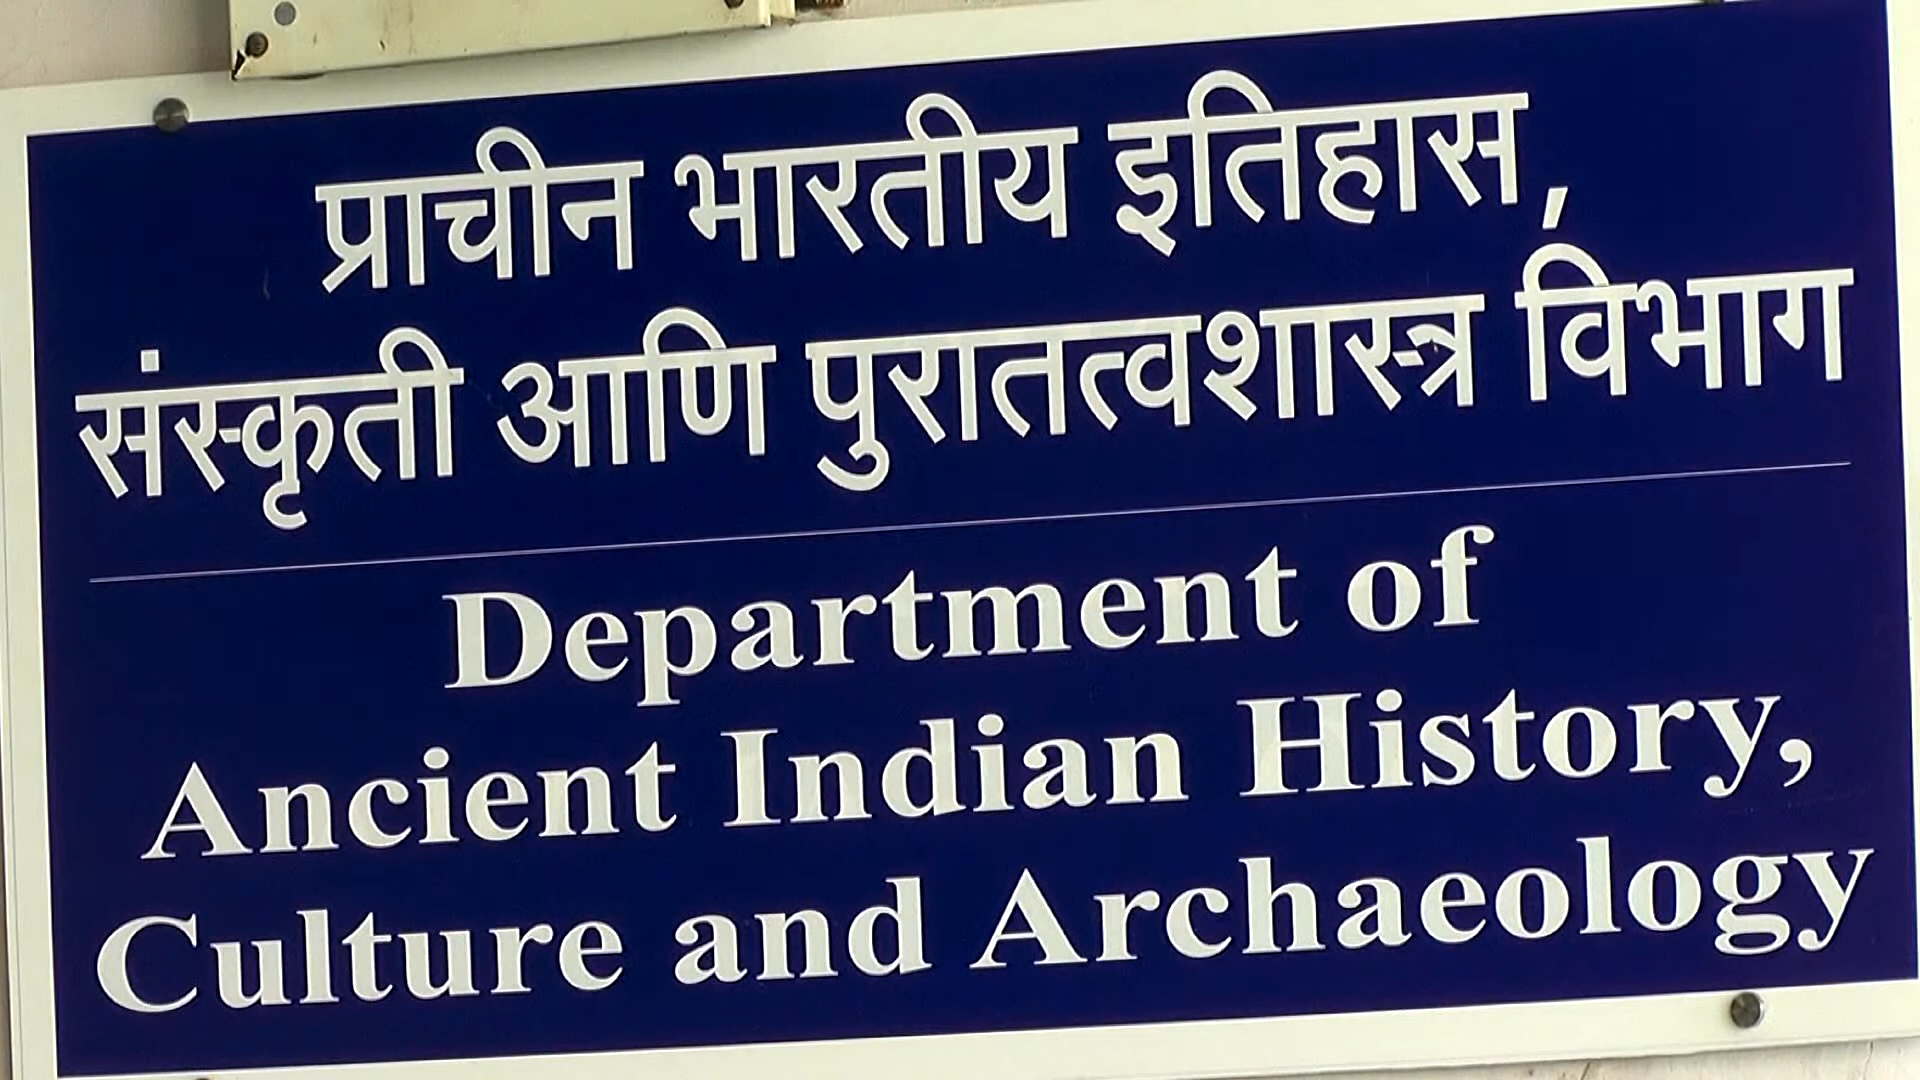 प्राचीन भारतीय इतिहास,
संस्कृती आणि पुरातत्वशास्त्र विभाग
Department of
Ancient Indian History,
Culture and Archaeology